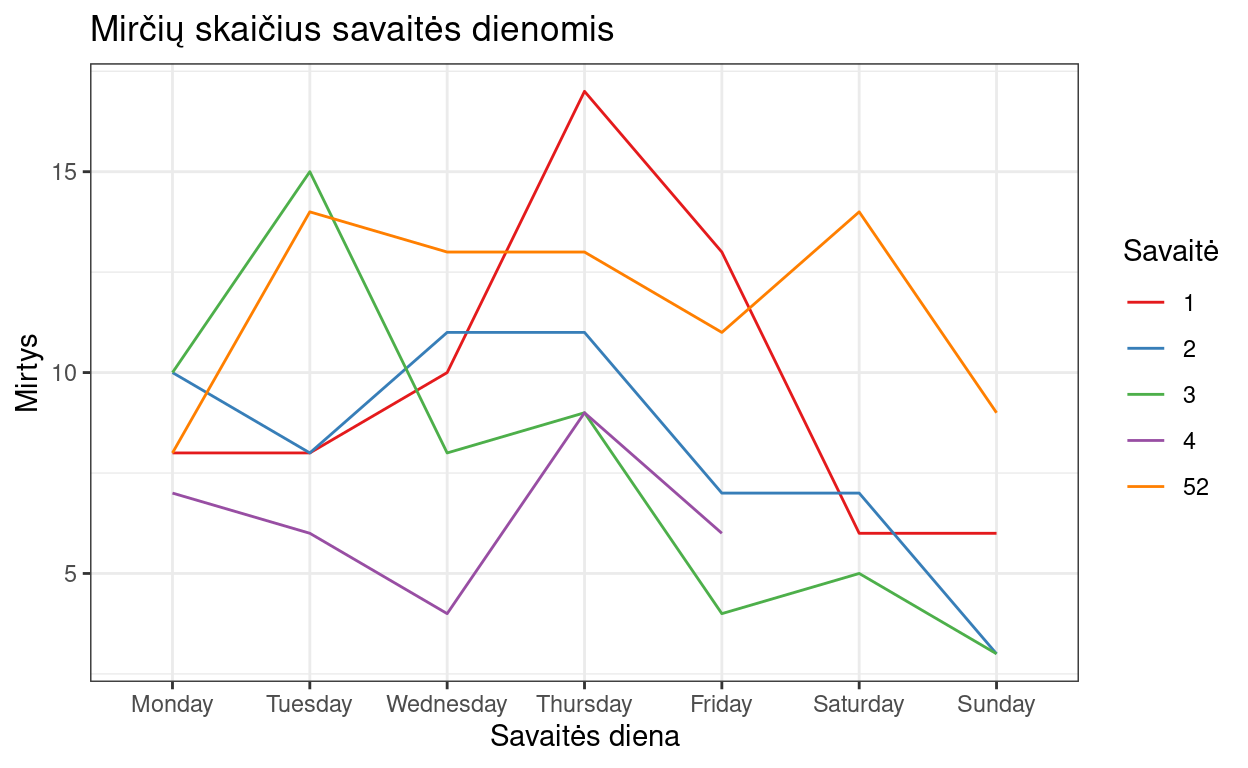 Mirčių skaičius savaitės dienomis
15
10
5
Mirtys
Monday Tuesday Wednesday Thursday Friday Saturday Sunday
Savaitės diena
Savaitė
1
2
3
4
52